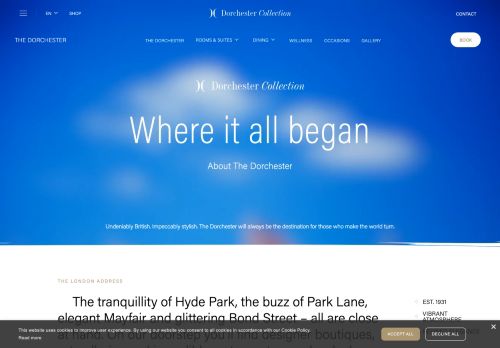 EN SHOP Dorchester Collection CONTACT
THE DORCHESTER THE DORCHESTER ROOMS & SUITES DINING WELLNESS OCCASIONS GALLERY BOOK
Dorchester Collection
Where it all began
About The Dorchester
Undeniably British. Impeccably stylish. The Dorchester will always be the destination for those who make the world turn.
THE LONDON ADDRESS
The tranquillity of Hyde Park, the buzz of Park Lane,
elegant Mayfair and glittering Bond Street – all are close
at hand. On our doorstep you'll find designer boutiques,
EST. 1931
VIBRANT
ATMOSPHERE
This website uses cookies to improve user experience. By using our website you consent to all cookies in accordance with our Cookie Policy.
Read more
ACCEPT ALL
DECLINE ALL
×